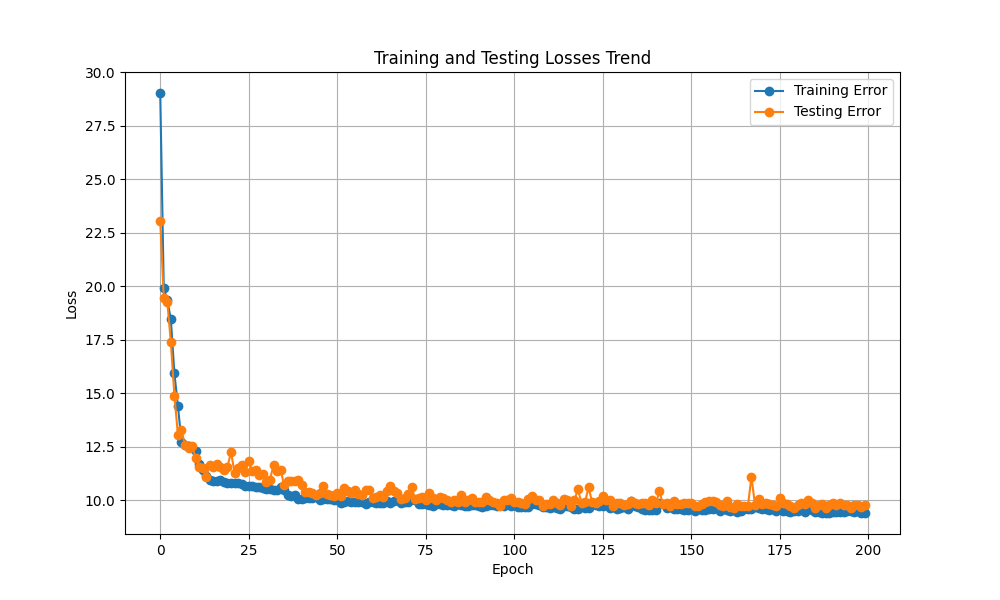 Training and Testing Losses Trend
Training Error
Testing Error
30.0
27.5
25.0
22.5
20.0
17.5
15.0
12.5
10.0
Loss
0 25 50 75 100 125 150 175 200
Epoch